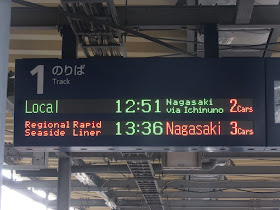 1 のりば
Track
Local 12:51 Nagasaki via Ichinuno 2Cars
Regional Rapid Seaside Liner 13:36 Nagasaki 3Cars